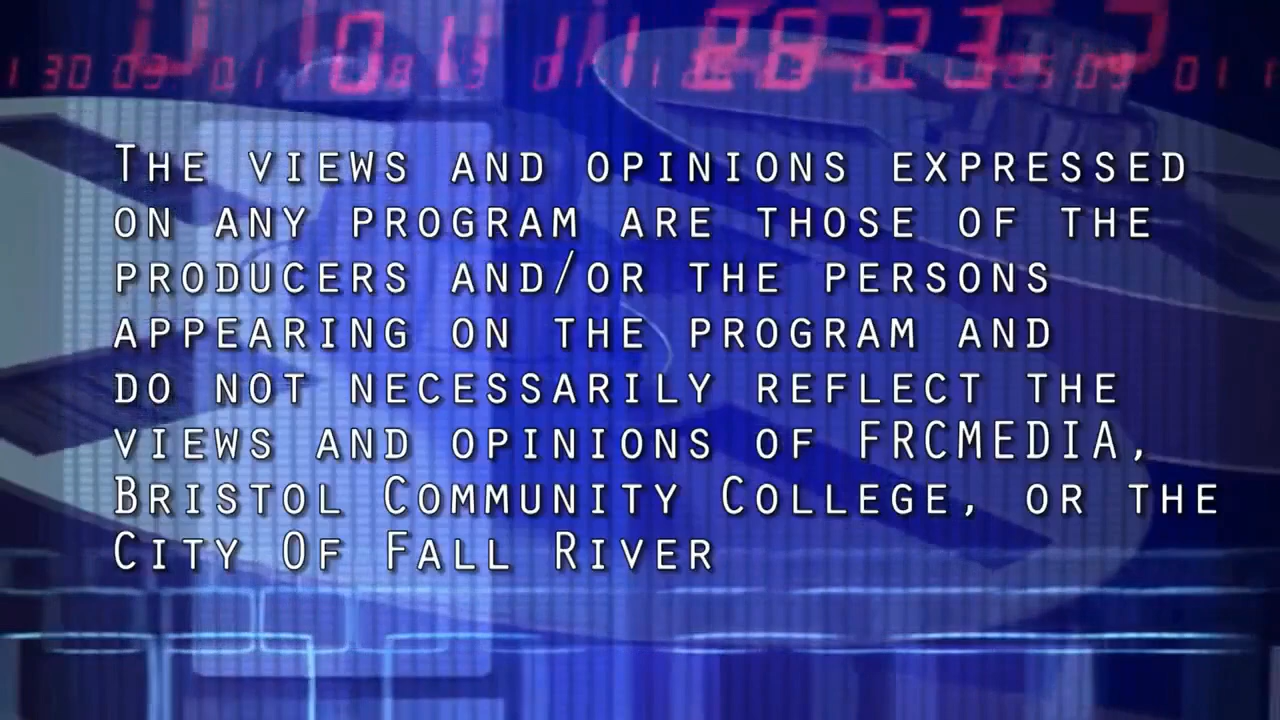 The views and opinions expressed
on any program are those of the
producers and/or the persons
appearing on the program and
do not necessarily reflect the
views and opinions of FRCMEDIA,
Bristol Community College, or the
City Of Fall River